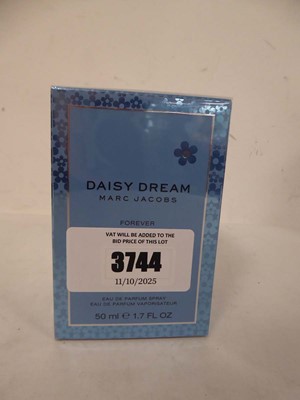 DAISY DREAM
MARC JACOBS
FOREVER
VAT WILL BE ADDED TO THE
BID PRICE OF THIS LOT
3744
11/10/2025
EAU DE PARFUM SPRAY
EAU DE PARFUM VAPORISATEUR
50 ml ℮ 1.7 FL OZ